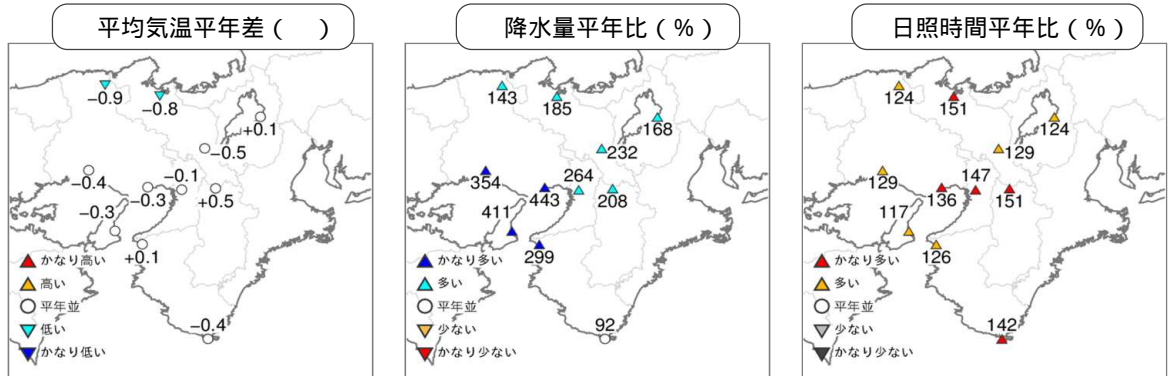 平均気温平年差（　）
−0.9
−0.8
+0.1
−0.5
−0.4
−0.1
−0.3
+0.5
−0.3
+0.1
−0.4
かなり高い
高い
平年並
低い
かなり低い
降水量平年比（%）
143
185
168
232
354
264
443
208
411
299
92
かなり多い
多い
平年並
少ない
かなり少ない
日照時間平年比（%）
124
151
124
129
129
147
136
151
117
126
142
かなり多い
多い
平年並
少ない
かなり少ない